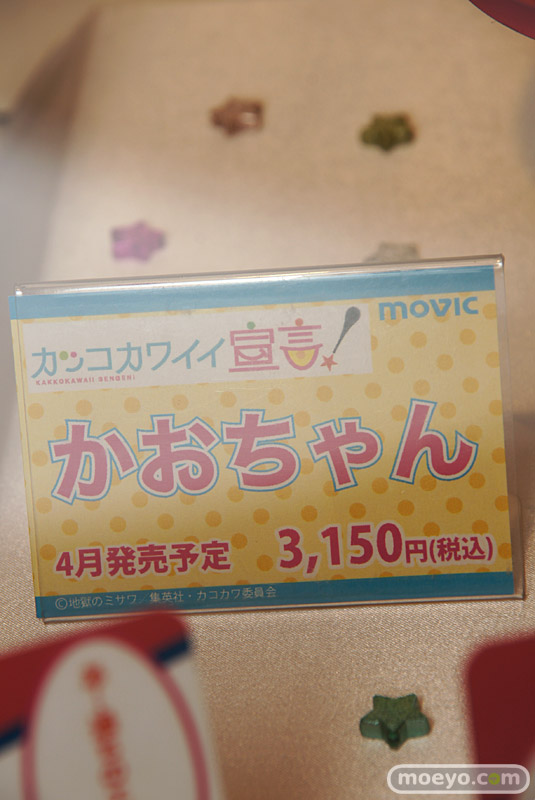 movic
カッコカワイイ宣言!
KAKKOKAWAII SENGEN!
かおちゃん
4月発売予定 3,150円(税込)
©地獄のミサワ/集英社・カコカワ委員会
moeyo.com